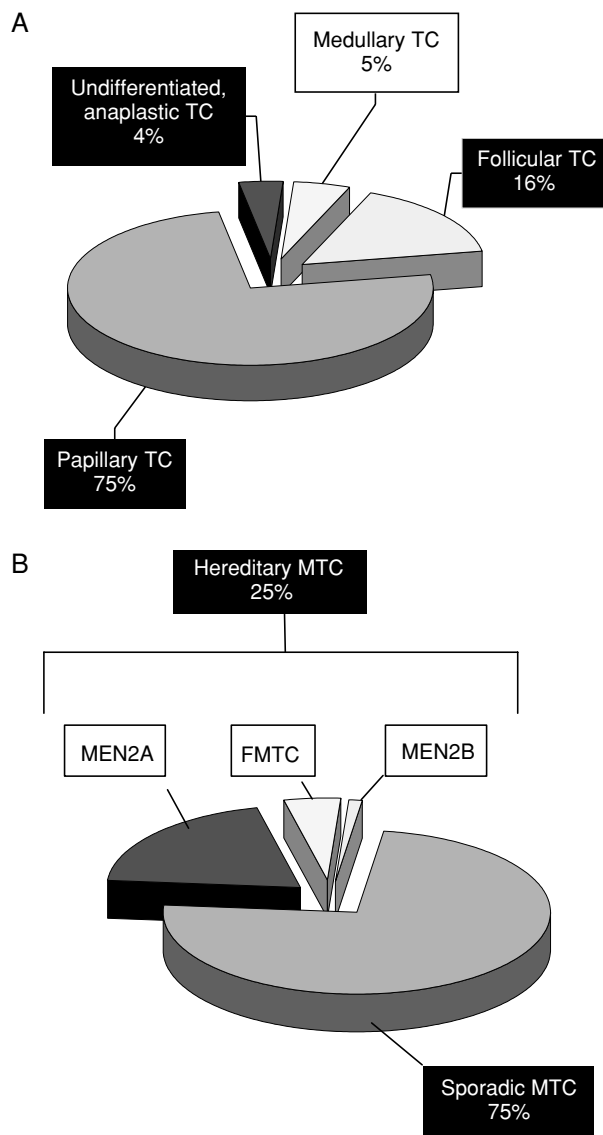 A
Medullary TC
5%
Undifferentiated,
anaplastic TC
4%
Follicular TC
16%
Papillary TC
75%
B
Hereditary MTC
25%
MEN2A
FMTC
MEN2B
Sporadic MTC
75%